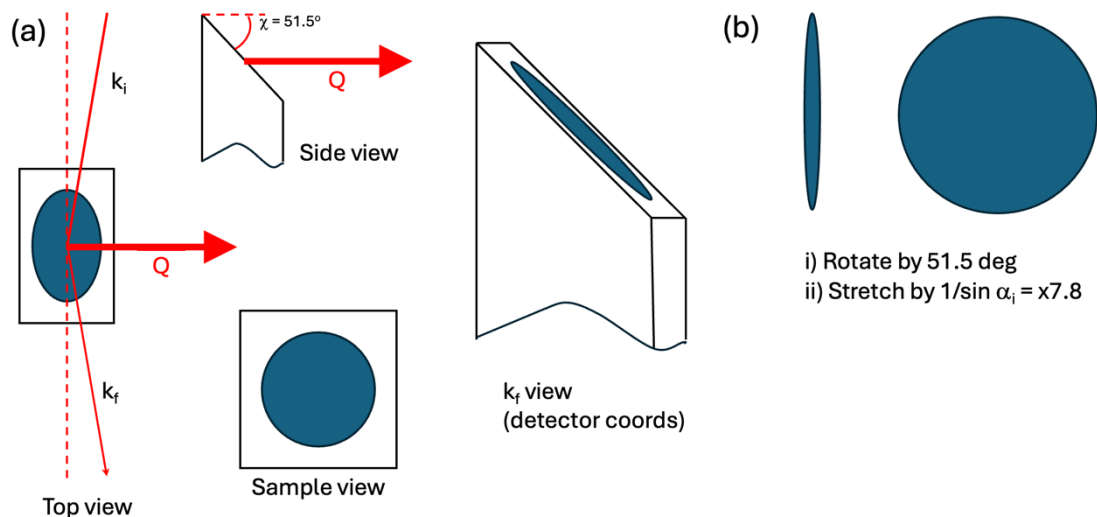 (a)
k_i
χ = 51.5°
Q
Side view
Q
k_f
Top view
Sample view
k_f view
(detector coords)
(b)
i) Rotate by 51.5 deg
ii) Stretch by 1/sin α_i = x7.8